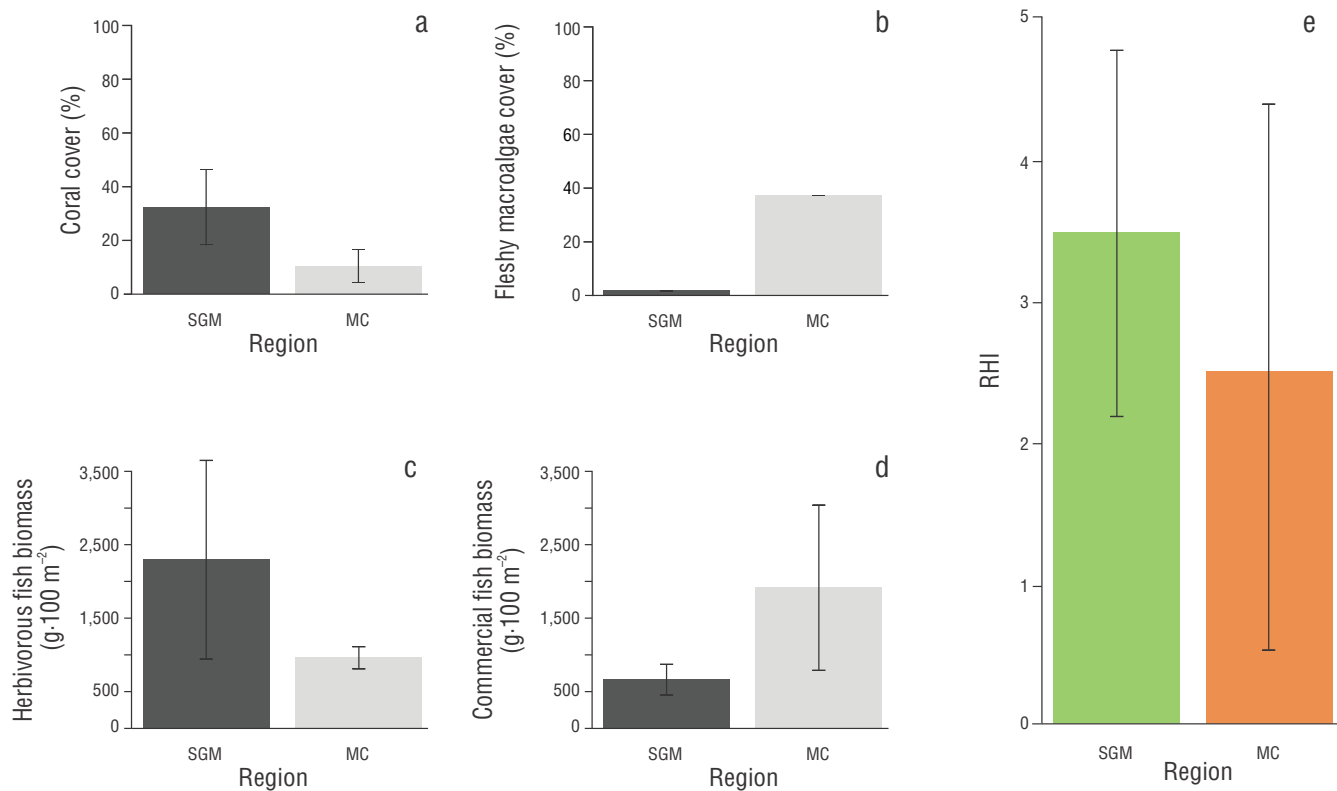 a
Coral cover (%)
100
80
60
40
20
0
SGM MC
Region
b
Fleshy macroalgae cover (%)
100
80
60
40
20
0
SGM MC
Region
c
Herbivorous fish biomass
(g·100 m⁻²)
3,500
2,500
1,500
500
0
SGM MC
Region
d
Commercial fish biomass
(g·100 m⁻²)
3,500
2,500
1,500
500
0
SGM MC
Region
e
RHI
5
4
3
2
1
0
SGM MC
Region